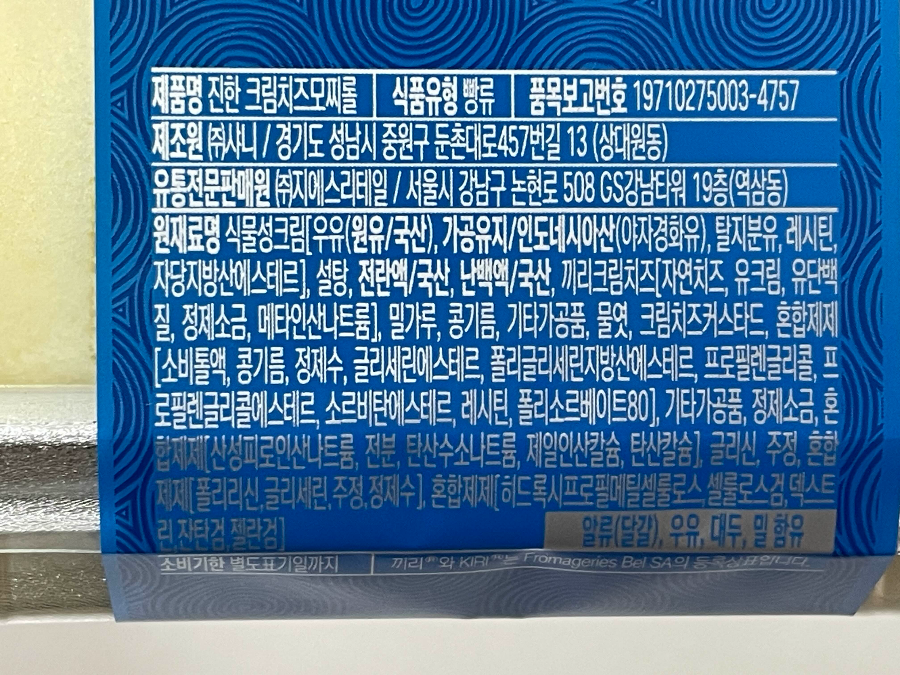 제품명 진한 크림치즈모찌롤 식품유형 빵류 품목보고번호 19710275003-4757
제조원 ㈜샤니 / 경기도 성남시 중원구 둔촌대로457번길 13 (상대원동)
유통전문판매원 ㈜지에스리테일 / 서울시 강남구 논현로 508 GS강남타워 19층(역삼동)
원재료명 식물성크림[우유(원유/국산), 가공유지/인도네시아산(야자경화유), 탈지분유, 레시틴,
자당지방산에스테르], 설탕, 전란액/국산, 난백액/국산, 끼리크림치즈[자연치즈, 유크림, 유단백
질, 정제소금, 메타인산나트륨], 밀가루, 콩기름, 기타가공품, 물엿, 크림치즈커스타드, 혼합제제
[소비톨액, 콩기름, 정제수, 글리세린에스테르, 폴리글리세린지방산에스테르, 프로필렌글리콜, 프
로필렌글리콜에스테르, 소르비탄에스테르, 레시틴, 폴리소르베이트80], 기타가공품, 정제소금, 혼
합제제[산성피로인산나트륨, 전분, 탄산수소나트륨, 제일인산칼슘, 탄산칼슘], 글리신, 주정, 혼합
제제[폴리리신,글리세린,주정,정제수], 혼합제제[히드록시프로필메틸셀룰로스,셀룰로스검,덱스트
린,잔탄검,젤란검] 알류(달걀), 우유, 대두, 밀 함유
소비기한 별도표기일까지 끼리®와 KIRI®는 Fromageries Bel SA의 등록상표입니다.